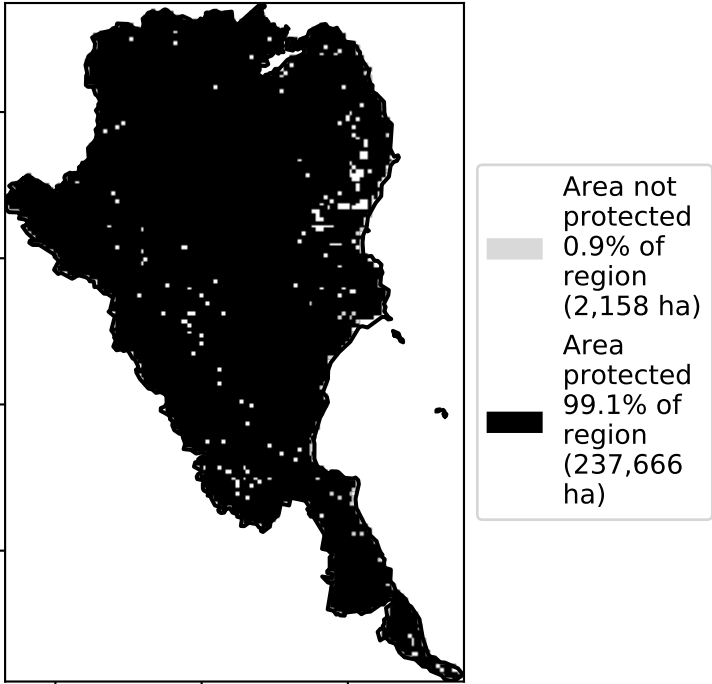 Area not
protected
0.9% of
region
(2,158 ha)
Area
protected
99.1% of
region
(237,666
ha)